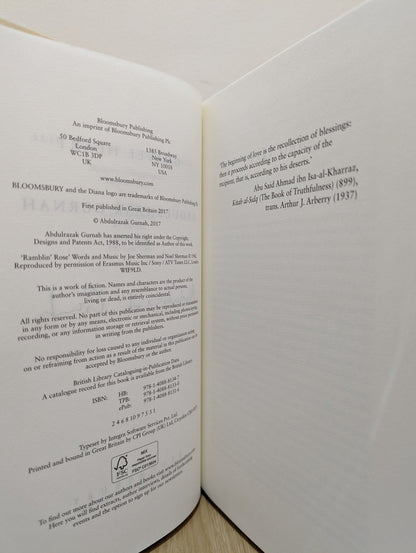 Bloomsbury Publishing
An imprint of Bloomsbury Publishing Plc
50 Bedford Square
London
WC1B 3DP
UK
1385 Broadway
New York
NY 10018
USA
www.bloomsbury.com
BLOOMSBURY and the Diana logo are trademarks of Bloomsbury Publishing Plc
First published in Great Britain 2017
© Abdulrazak Gurnah, 2017
Abdulrazak Gurnah has asserted his right under the Copyright,
Designs and Patents Act, 1988, to be identified as Author of this work.
'Ramblin' Rose' Words and Music by Joe Sherman and Noel Sherman © 1962,
Reproduced by permission of Erasmus Music Inc / Sony / ATV Tunes LLC, London
W1F9LD.
This is a work of fiction. Names and characters are the product of the
author's imagination and any resemblance to actual persons,
living or dead, is entirely coincidental.
All rights reserved. No part of this publication may be reproduced or transmitted
in any form or by any means, electronic or mechanical, including photocopying,
recording, or any information storage or retrieval system, without prior permission
in writing from the publishers.
No responsibility for loss caused to any individual or organization acting
on or refraining from action as a result of the material in this publication can be
accepted by Bloomsbury or the author.
British Library Cataloguing-in-Publication Data
A catalogue record for this book is available from the British Library.
ISBN:
HB:
TPB:
ePub:
2 4 6 8 10 9 7 5 3 1
Typeset by Integra Software Services Pvt. Ltd.
Printed and bound in Great Britain by CPI Group (UK) Ltd, Croydon CR0 4YY
FSC
MIX
To find out more about our authors and books visit www.bloomsbury.com.
Here you will find extracts, author interviews, details of forthcoming
events and the option to sign up for our newsletters.
'The beginning of love is the recollection of blessings:
then it proceeds according to the capacity of the
recipient, that is, according to his deserts.'
Abu Said Ahmad ibn Isa-al-Kharraz,
Kitab al-Sidq (The Book of Truthfulness) (899),
trans. Arthur J. Arberry (1937)